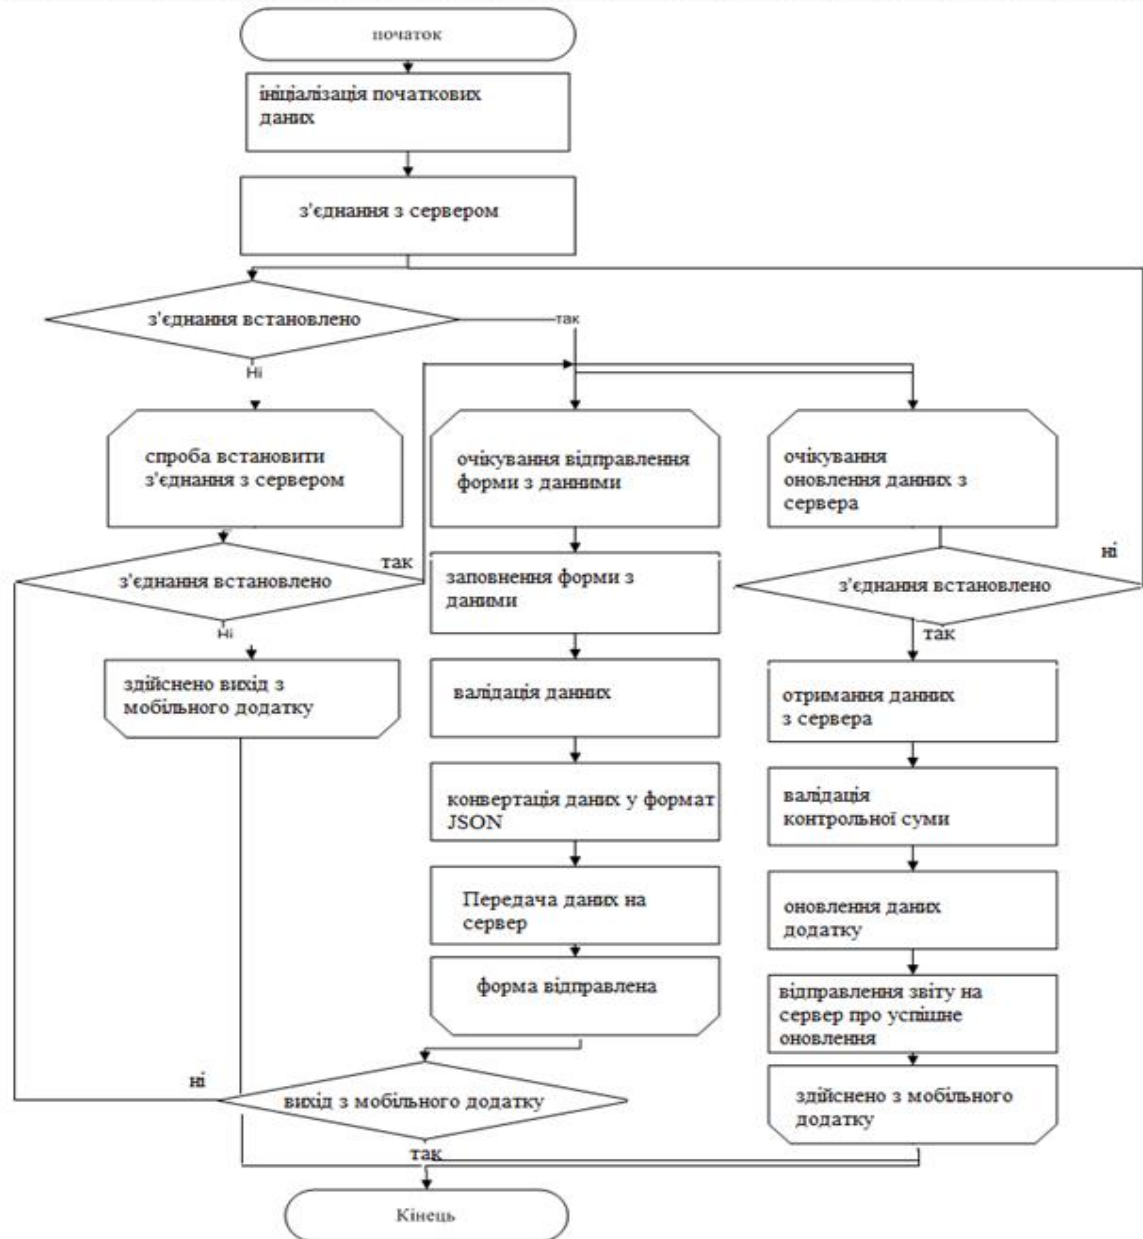 початок
ініціалізація початкових
даних
з'єднання з сервером
з'єднання встановлено
так
Ні
спроба встановити
з'єднання з сервером
з'єднання встановлено
так
Ні
здійснено вихід з
мобільного додатку
очікування відправлення
форми з данними
заповнення форми з
даними
валідація данних
конвертація даних у формат
JSON
Передача даних на
сервер
форма відправлена
очікування
оновлення данних з
сервера
ні
з'єднання встановлено
так
отримання данних
з сервера
валідація
контрольної суми
оновлення даних
додатку
відправлення звіту на
сервер про успішне
оновлення
здійснено з мобільного
додатку
ні
вихід з мобільного додатку
так
Кінець